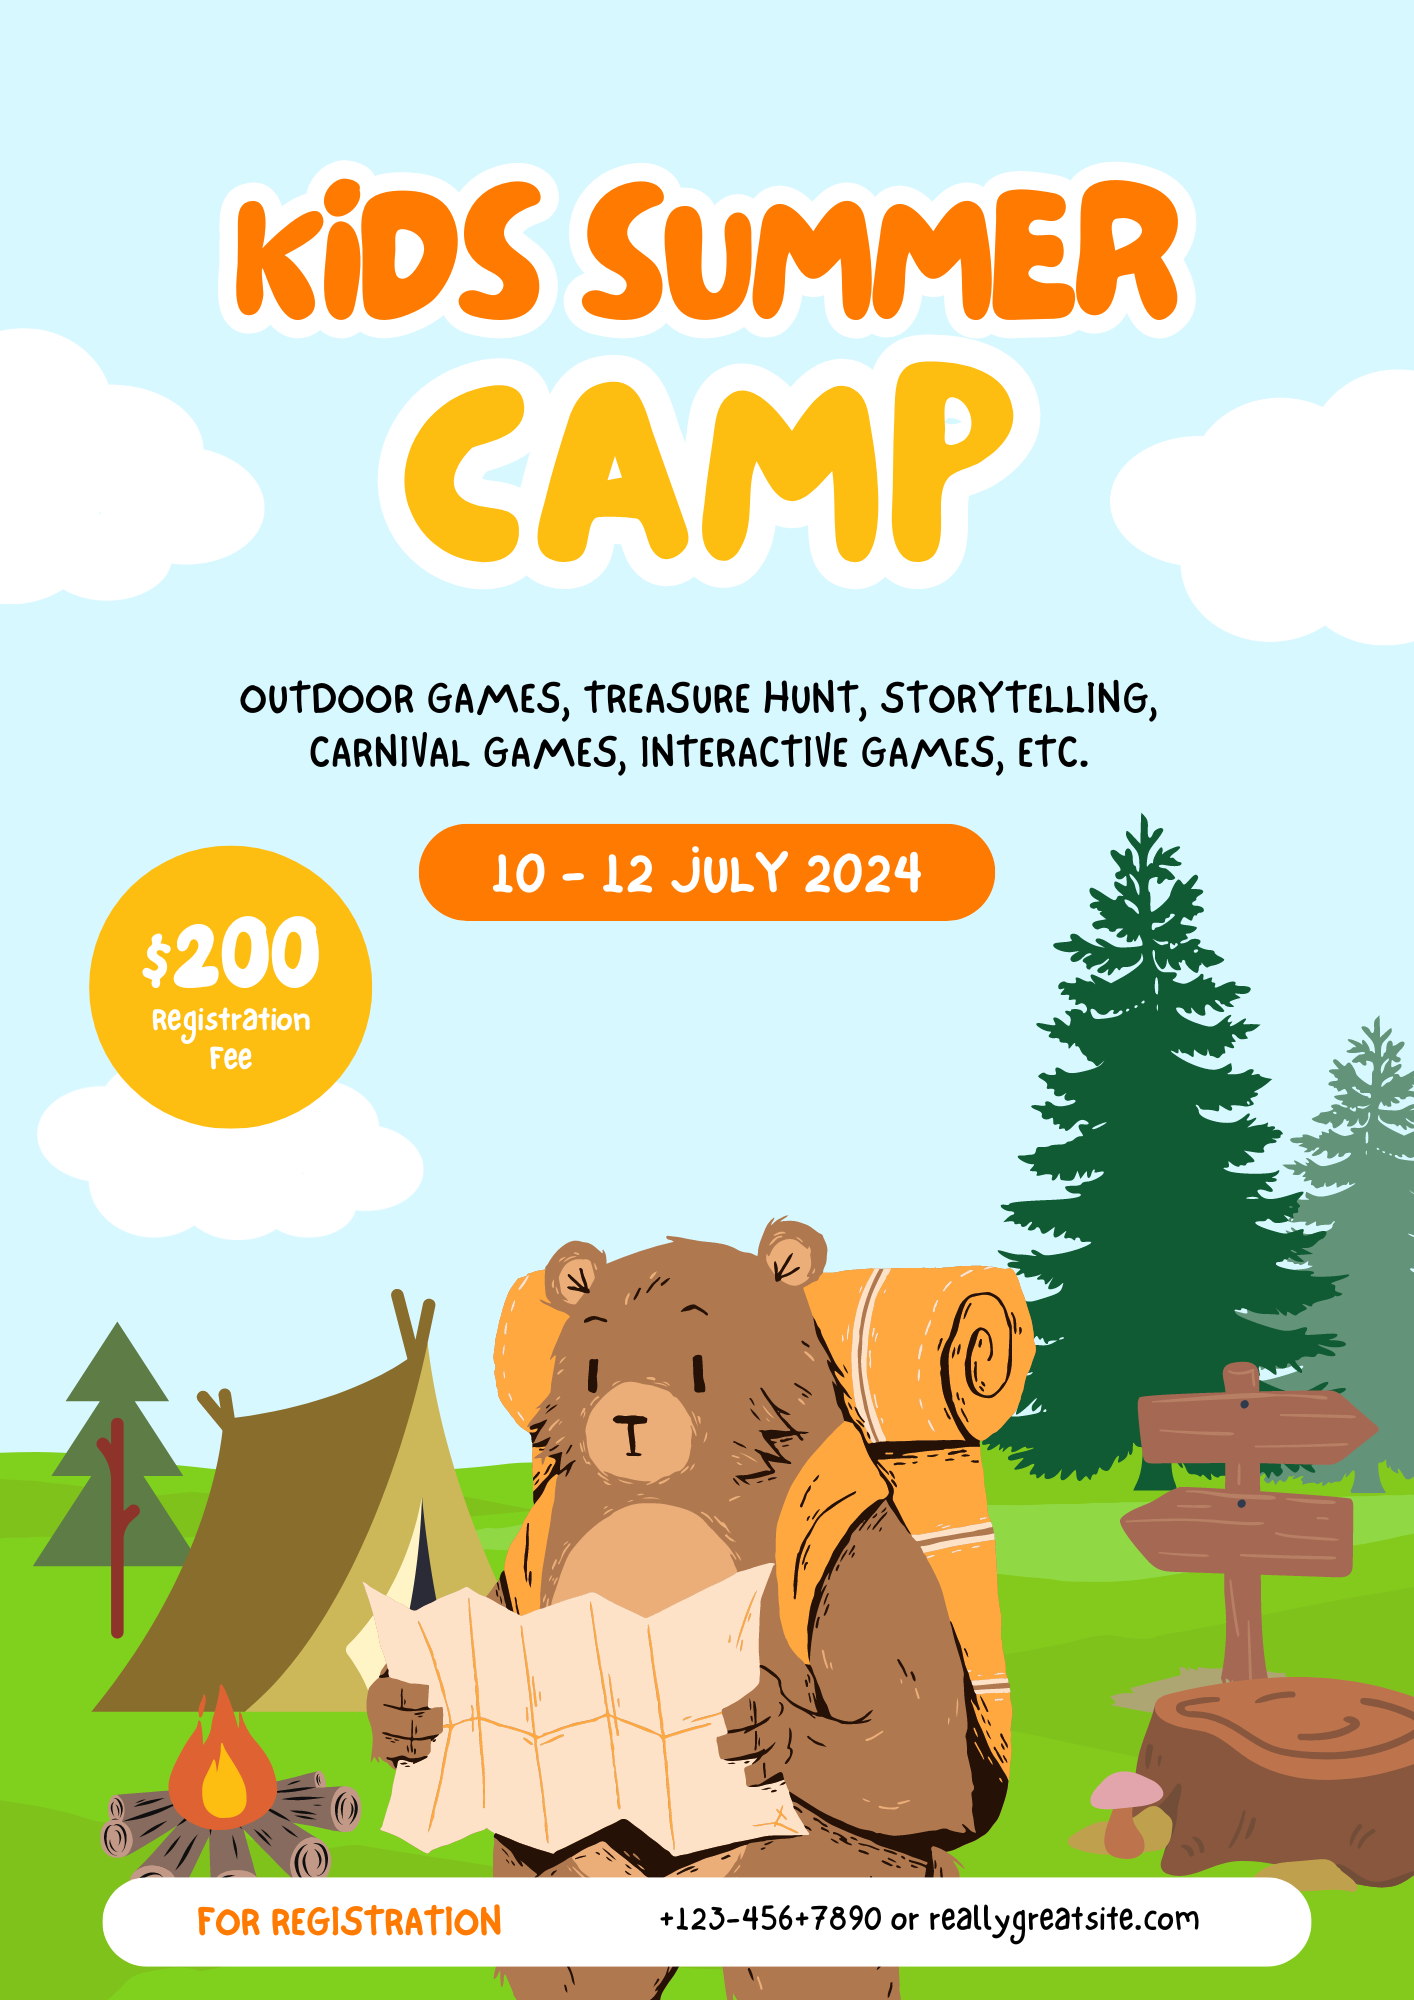 KiDS SUMMER
CAMP
OUTDOOR GAMES, TREASURE HUNT, STORYTELLING,
CARNIVAL GAMES, INTERACTIVE GAMES, ETC.
10 - 12 JULY 2024
$200
Registration
Fee
FOR REGISTRATION
+123-456+7890 or reallygreatsite.com